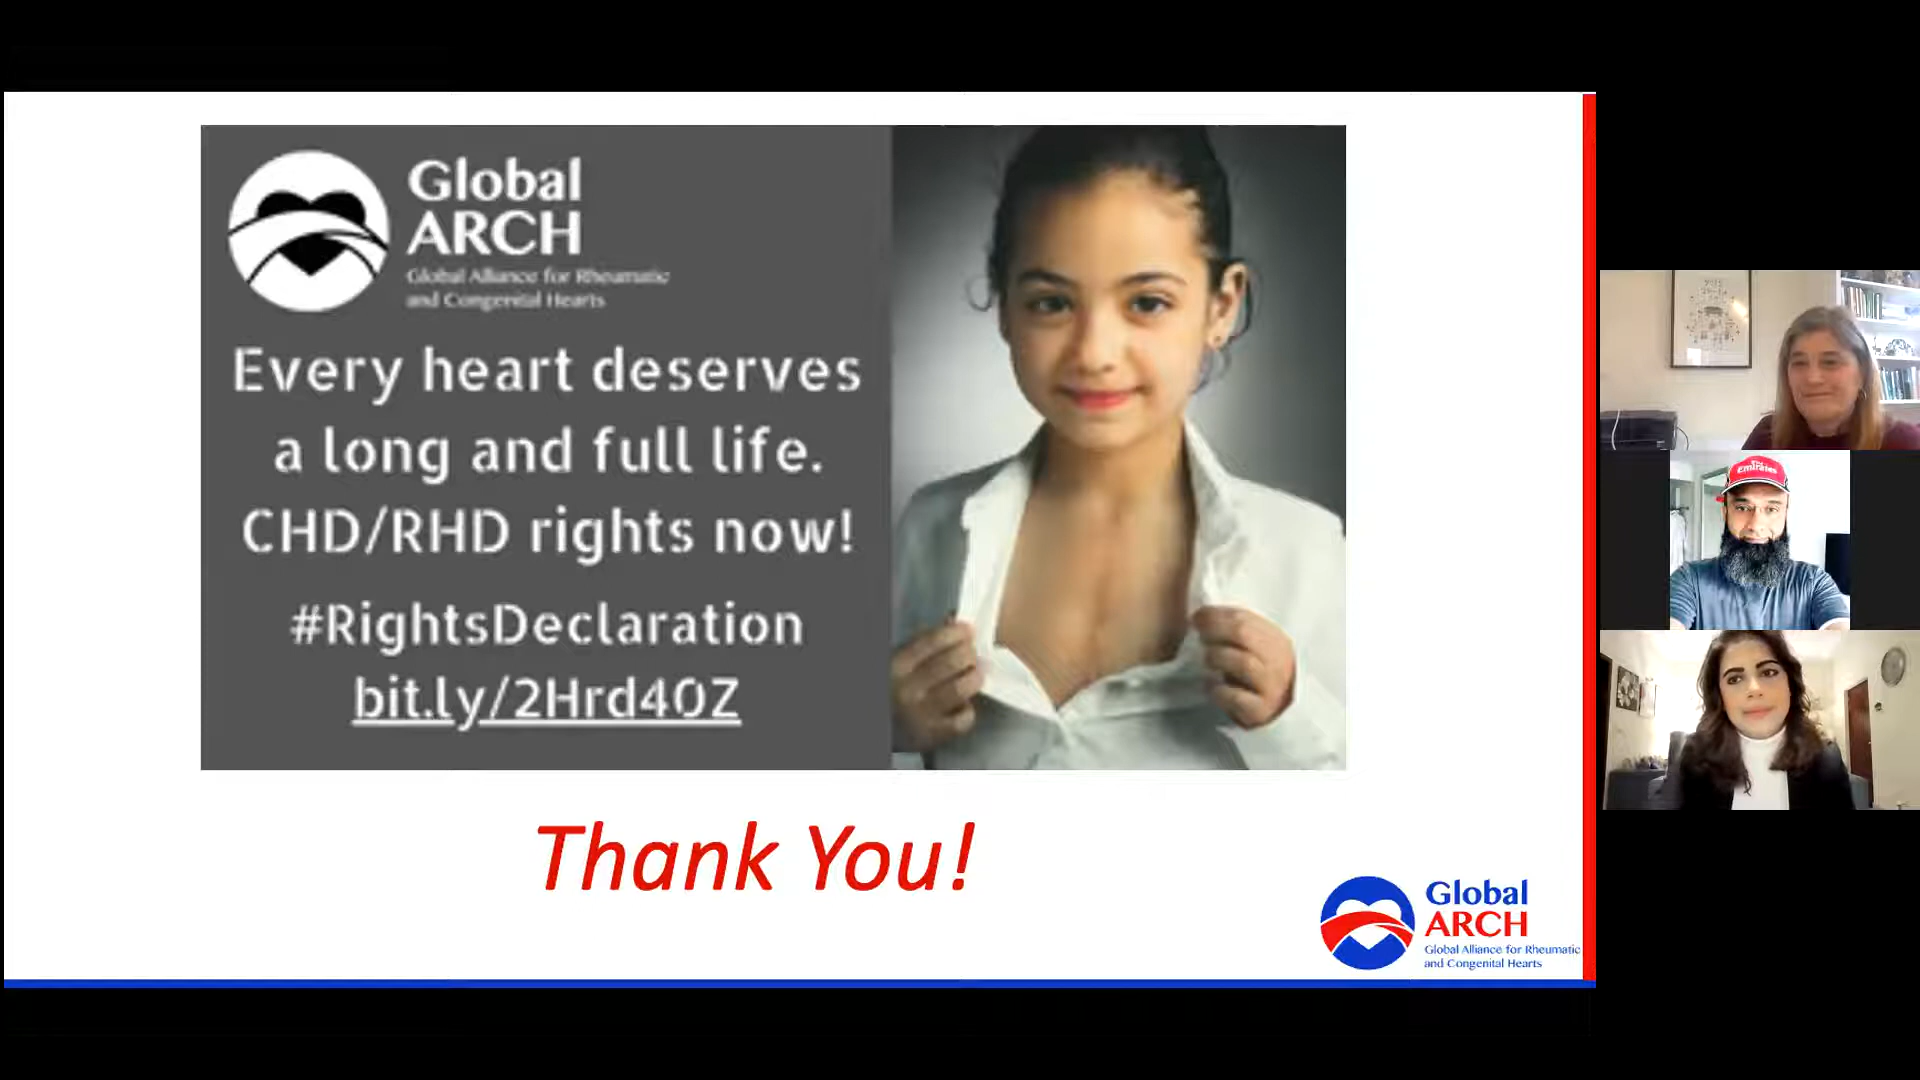 Global
ARCH
Global Alliance for Rheumatic
and Congenital Hearts
Every heart deserves
a long and full life.
CHD/RHD rights now!
#RightsDeclaration
bit.ly/2Hrd40Z
Thank You!
Global
ARCH
Global Alliance for Rheumatic
and Congenital Hearts
Emirates